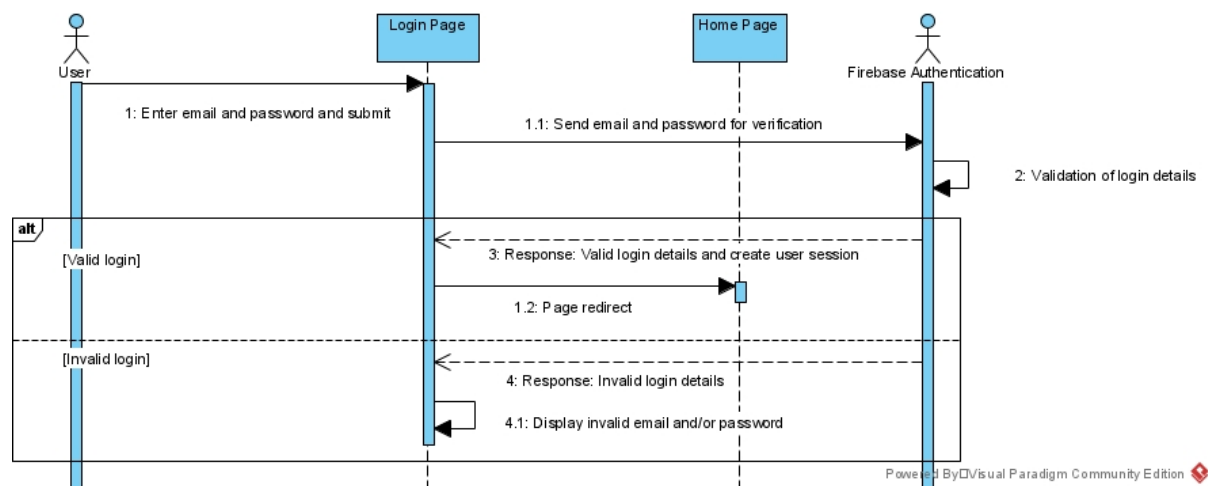 Login Page
Home Page
User
Firebase Authentication
1: Enter email and password and submit
1.1: Send email and password for verification
2: Validation of login details
alt
[Valid login]
3: Response: Valid login details and create user session
1.2: Page redirect
[Invalid login]
4: Response: Invalid login details
4.1: Display invalid email and/or password
Powered By Visual Paradigm Community Edition